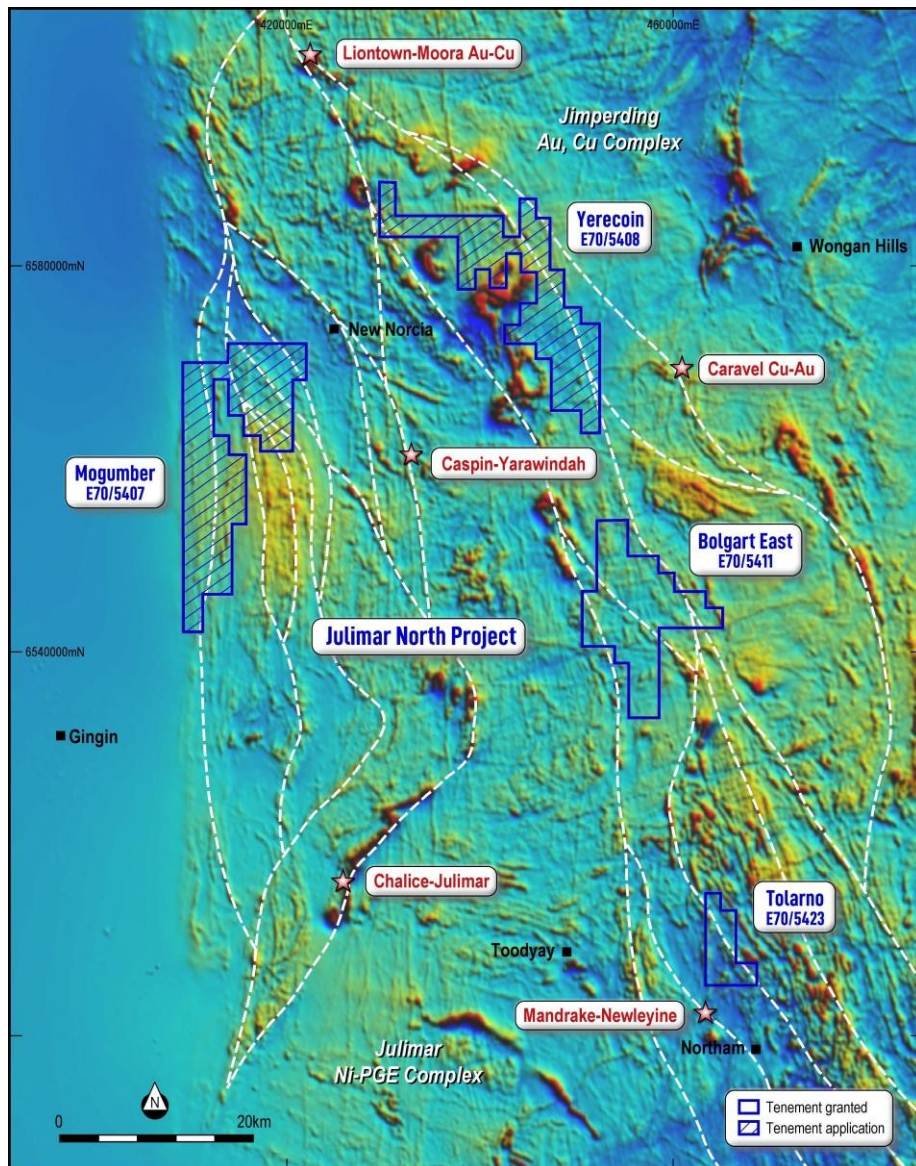 420000mE
460000mE
Liontown-Moora Au-Cu
Jimperding
Au, Cu Complex
Yerecoin
E70/5408
Wongan Hills
6580000mN
New Norcia
Caravel Cu-Au
Mogumber
E70/5407
Caspin-Yarawindah
Bolgart East
E70/5411
Julimar North Project
6540000mN
Gingin
Chalice-Julimar
Tolarno
E70/5423
Toodyay
Mandrake-Newleyine
Northam
Julimar
Ni-PGE Complex
N
0 20km
Tenement granted
Tenement application